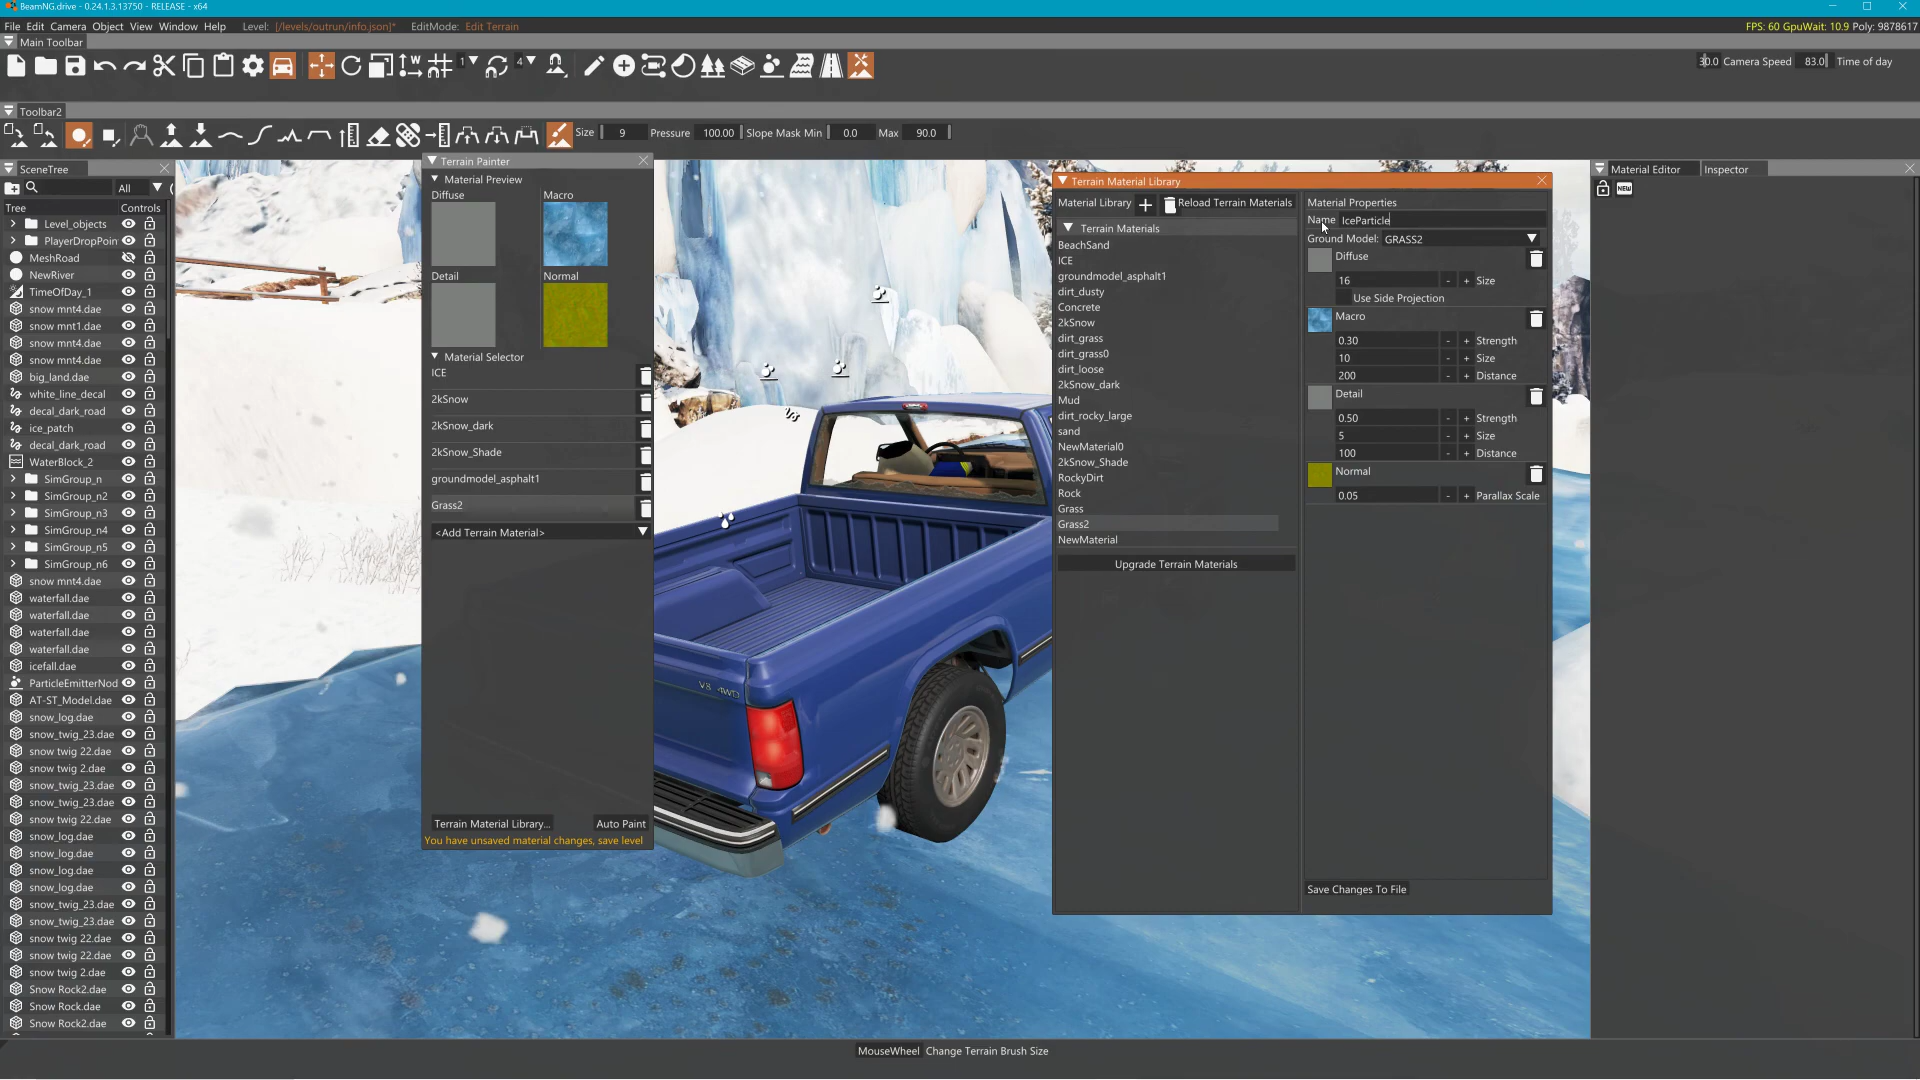 BeamNG.drive - 0.24.1.3.13750 - RELEASE - x64
File Edit Camera Object View Window Help Level: [/levels/outrun/info.json]* EditMode: Edit Terrain
FPS: 60 GpuWait: 10.9 Poly: 9878617
Main Toolbar
1 4
30.0 Camera Speed 83.0 Time of day
Toolbar2
Size 9 Pressure 100.00 Slope Mask Min 0.0 Max 90.0
SceneTree
All
Tree Controls
Level_objects
PlayerDropPoin
MeshRoad
NewRiver
TimeOfDay_1
snow mnt4.dae
snow mnt1.dae
snow mnt4.dae
snow mnt4.dae
big_land.dae
white_line_decal
decal_dark_road
ice_patch
decal_dark_road
WaterBlock_2
SimGroup_n
SimGroup_n2
SimGroup_n3
SimGroup_n4
SimGroup_n5
SimGroup_n6
snow mnt4.dae
waterfall.dae
waterfall.dae
waterfall.dae
waterfall.dae
icefall.dae
ParticleEmitterNod
AT-ST_Model.dae
snow_log.dae
snow_twig_23.dae
snow twig 22.dae
snow twig 2.dae
snow_twig_23.dae
snow_twig_23.dae
snow twig 22.dae
snow_log.dae
snow_log.dae
snow_log.dae
snow_log.dae
snow_twig_23.dae
snow_twig_23.dae
snow twig 22.dae
snow twig 22.dae
snow twig 2.dae
Snow Rock2.dae
Snow Rock.dae
Snow Rock2.dae
Terrain Painter
Material Preview
Diffuse Macro
Detail Normal
Material Selector
ICE
2kSnow
2kSnow_dark
2kSnow_Shade
groundmodel_asphalt1
Grass2
<Add Terrain Material>
Terrain Material Library... Auto Paint
You have unsaved material changes, save level
V8 4WD
Terrain Material Library
Material Library Reload Terrain Materials
Terrain Materials
BeachSand
ICE
groundmodel_asphalt1
dirt_dusty
Concrete
2kSnow
dirt_grass
dirt_grass0
dirt_loose
2kSnow_dark
Mud
dirt_rocky_large
sand
NewMaterial0
2kSnow_Shade
RockyDirt
Rock
Grass
Grass2
NewMaterial
Upgrade Terrain Materials
Material Properties
Name IceParticle
Ground Model: GRASS2
Diffuse
16 - + Size
Use Side Projection
Macro
0.30 - + Strength
10 - + Size
200 - + Distance
Detail
0.50 - + Strength
5 - + Size
100 - + Distance
Normal
0.05 - + Parallax Scale
Save Changes To File
Material Editor Inspector
NEW
MouseWheel Change Terrain Brush Size